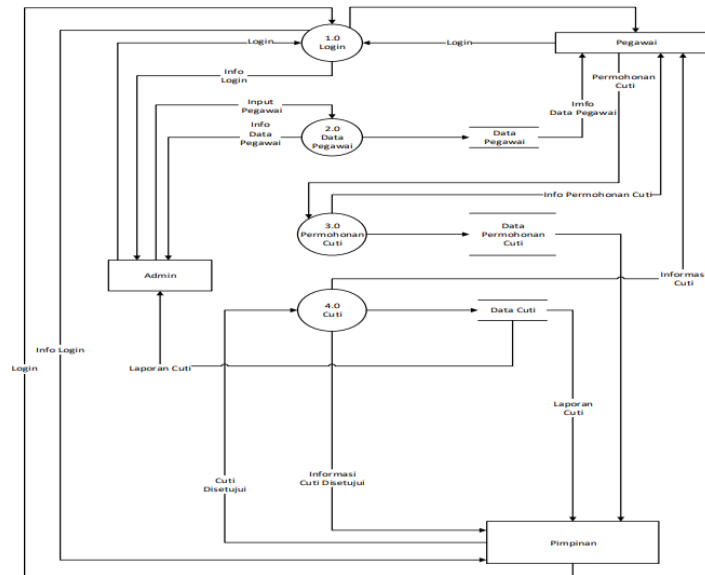 1.0
Login
Pegawai
Login
Login
Info
Login
Permohonan
Cuti
Input
Pegawai
Imfo
Data Pegawai
Info
Data
Pegawai
2.0
Data
Pegawai
Data
Pegawai
Info Permohonan Cuti
3.0
Permohonan
Cuti
Data
Permohonan
Cuti
Admin
Informasi
Cuti
4.0
Cuti
Data Cuti
Info Login
Login
Laporan Cuti
Laporan
Cuti
Cuti
Disetujui
Informasi
Cuti Disetujui
Pimpinan